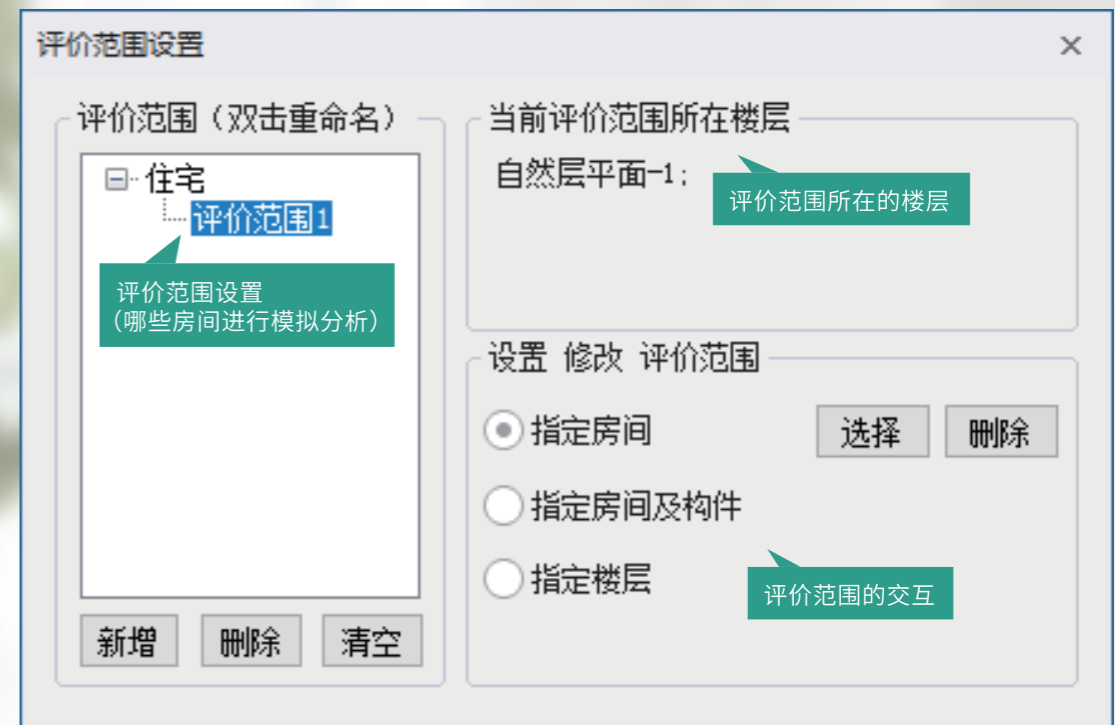 评价范围设置
×
评价范围（双击重命名）
住宅
评价范围1
评价范围设置
（哪些房间进行模拟分析）
新增 删除 清空
当前评价范围所在楼层
自然层平面-1:
评价范围所在的楼层
设置 修改 评价范围
指定房间 选择 删除
指定房间及构件
指定楼层
评价范围的交互